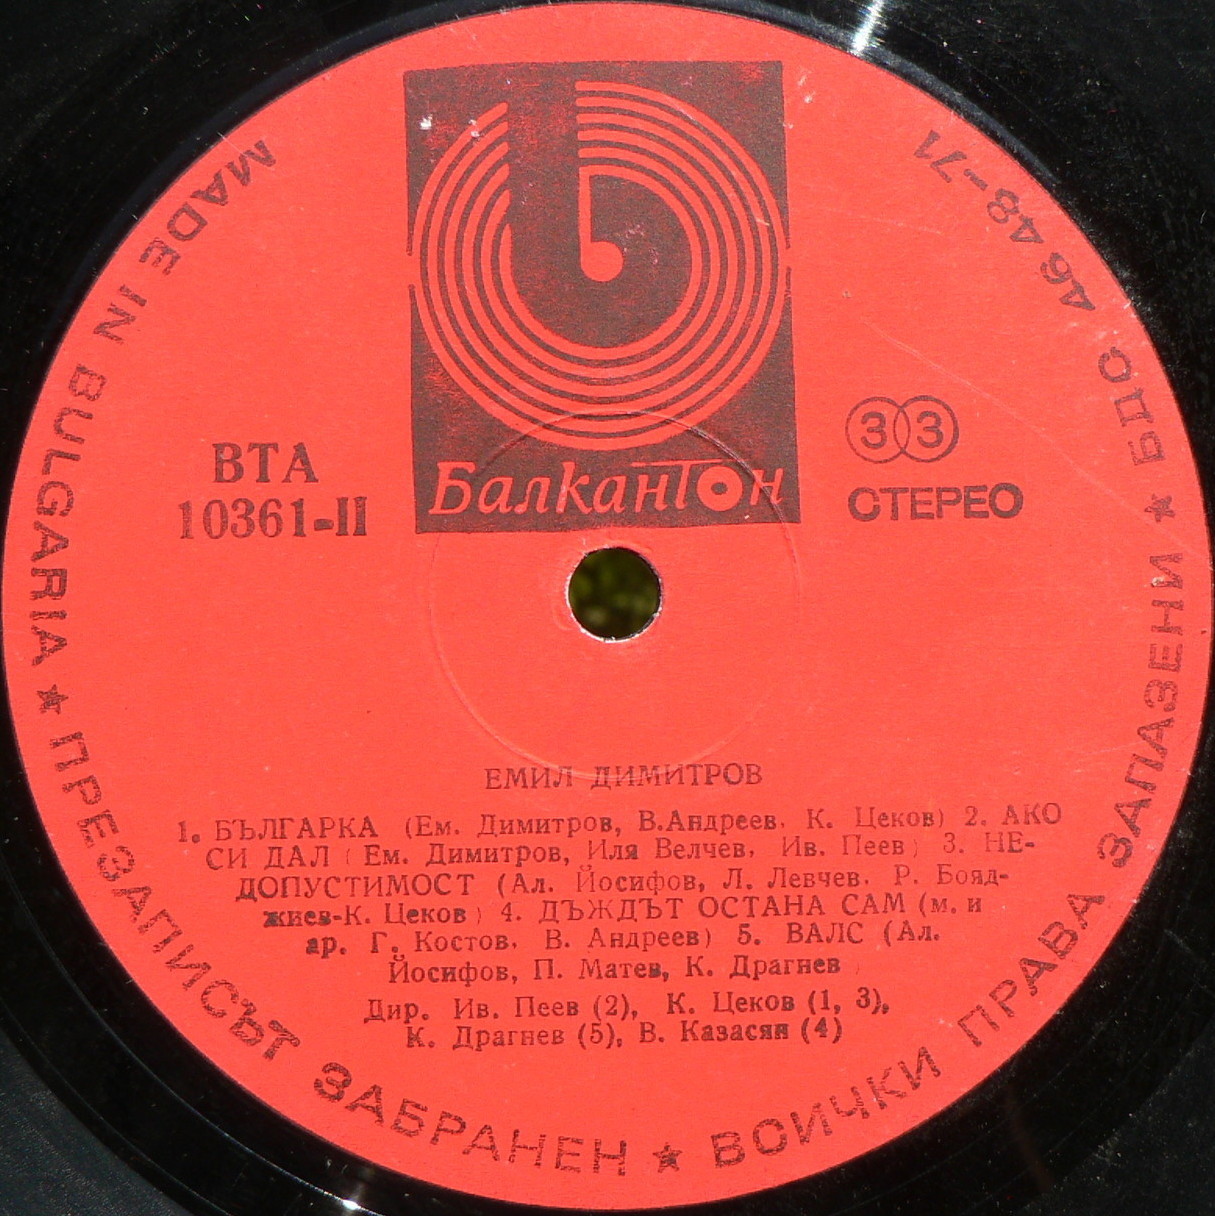 Балкантон
ВТА
10361-II
33
СТЕРЕО
ЕМИЛ ДИМИТРОВ
1. БЪЛГАРКА (Ем. Димитров, В.Андреев, К. Цеков) 2. АКО
СИ ДАЛ (Ем. Димитров, Иля Велчев, Ив. Пеев) 3. НЕ-
ДОПУСТИМОСТ (Ал. Йосифов, Л. Левчев, Р. Бояд-
жиев-К. Цеков) 4. ДЪЖДЪТ ОСТАНА САМ (м. и
ар. Г. Костов, В. Андреев) 5. ВАЛС (Ал.
Йосифов, П. Матев, К. Драгнев)
Дир. Ив. Пеев (2), К. Цеков (1, 3),
К. Драгнев (5), В. Казасян (4)
MADE IN BULGARIA ★ ПРЕЗАПИСЪТ ЗАБРАНЕН ★ ВСИЧКИ ПРАВА ЗАПАЗЕНИ ★ БДС 46 48-71